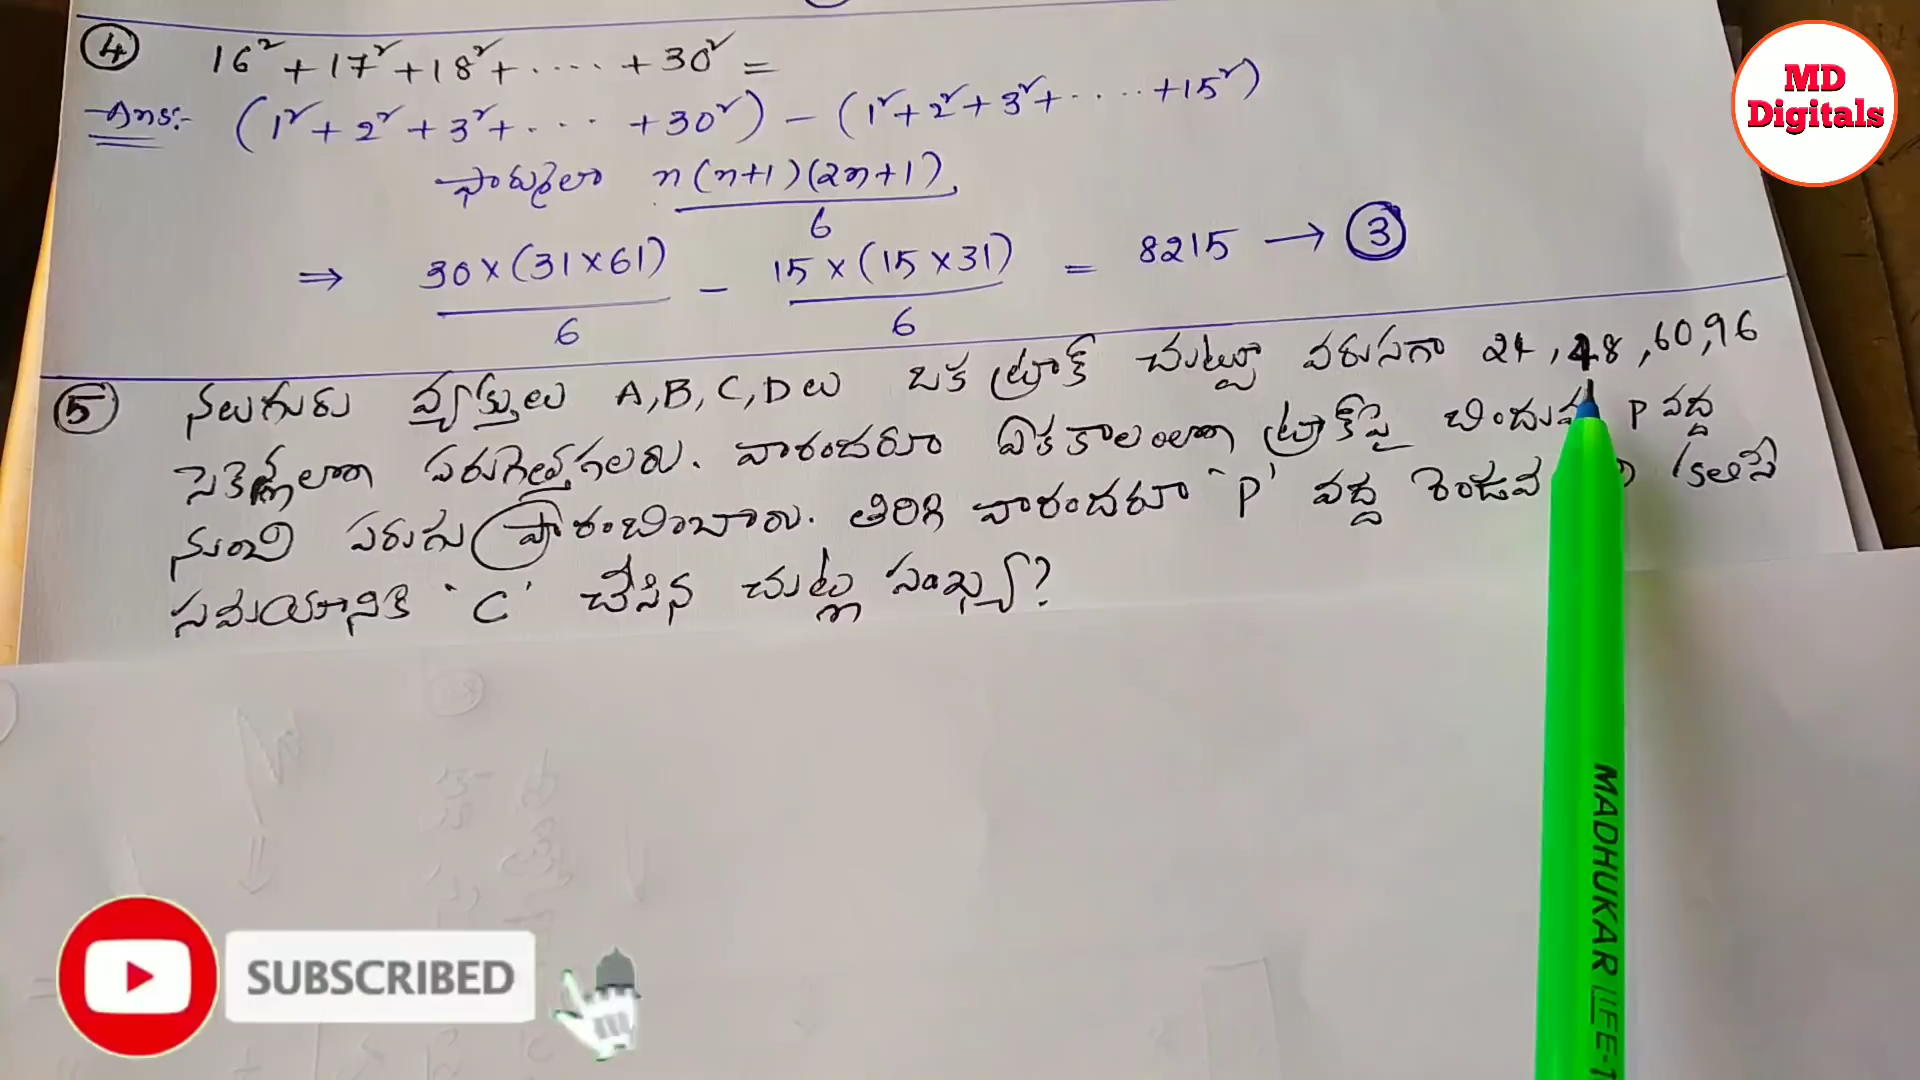 ④ 16² + 17² + 18² + ..... + 30² =
Ans:- (1² + 2² + 3² + .... + 30²) - (1² + 2² + 3² + ..... + 15²)
ఫార్ములా n(n+1)(2n+1)
6
⇒ 30×(31×61) - 15×(15×31) = 8215 → ③
6 6
⑤ నలుగురు వ్యక్తులు A,B,C,D లు ఒక ట్రాక్ చుట్టూ వరుసగా 24, 48, 60, 96
సెకెన్లలో పరుగెత్తగలరు. వారందరూ ఏకకాలంలో ట్రాక్‌పై P వద్ద
నుంచి పరుగు ప్రారంభించారు. తిరిగి వారందరూ 'P' వద్ద కలిసే
సమయానికి 'C' చేసిన చుట్ల సంఖ్య?
MD
Digitals
MADHUKAR LIFE-T
SUBSCRIBED